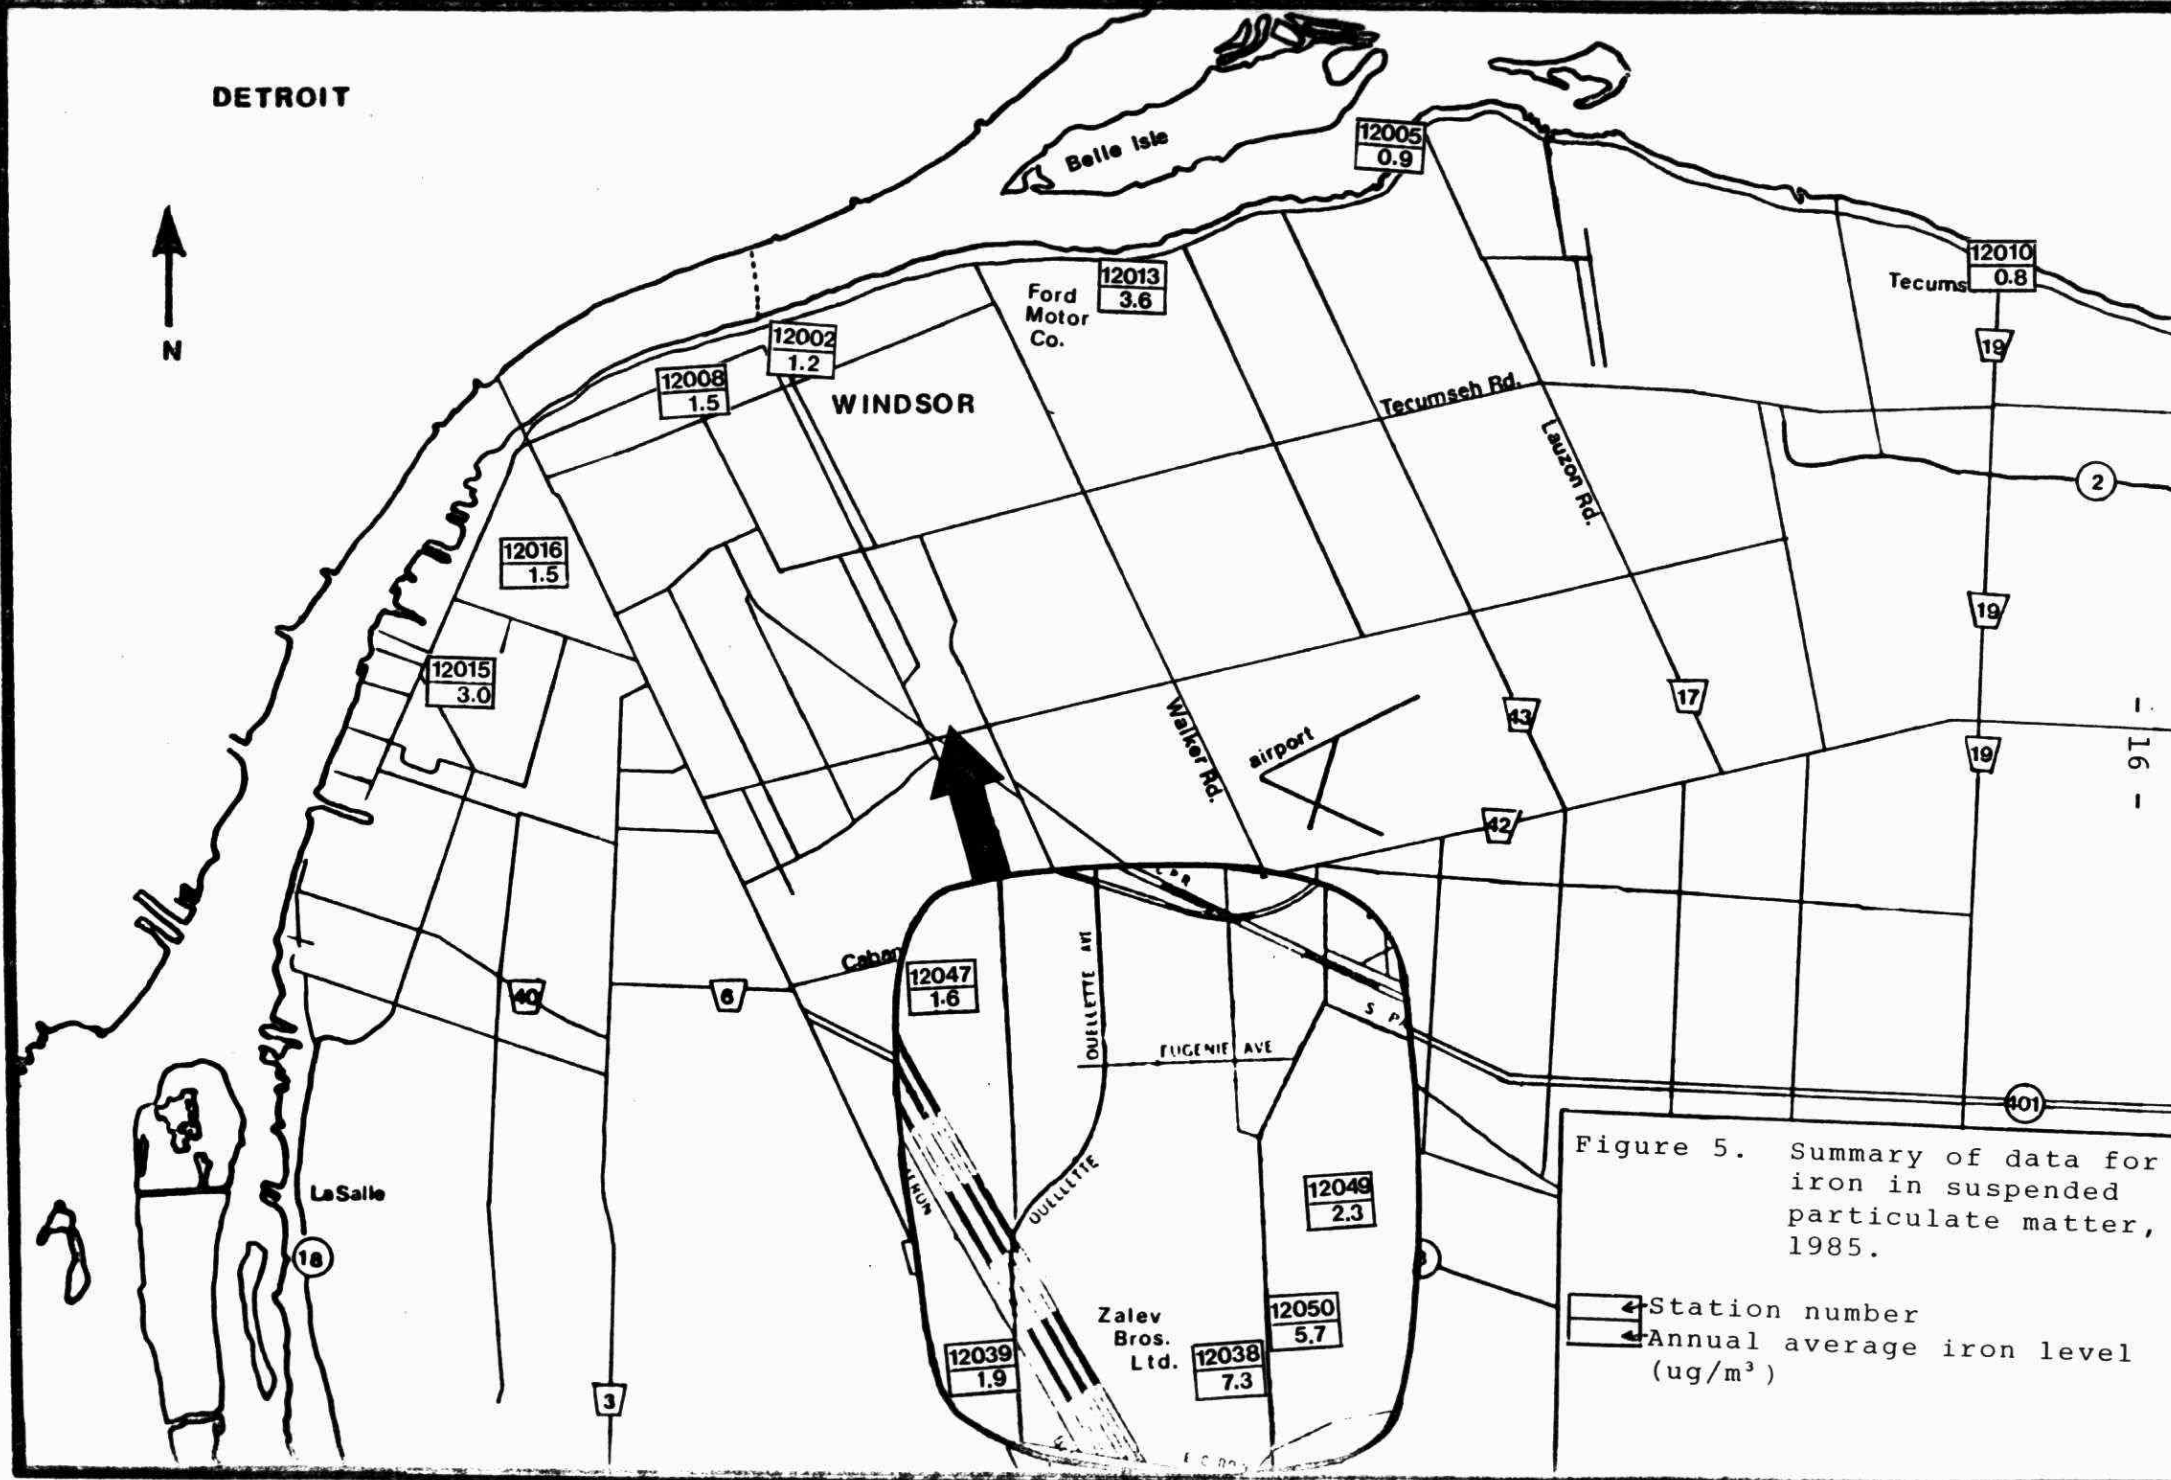 DETROIT
N
Belle Isle
12005
0.9
12010
0.8
Tecums
19
12013
3.6
Ford
Motor
Co.
12002
1.2
12008
1.5
WINDSOR
Tecumseh Rd.
Lauzon Rd.
2
12016
1.5
19
12015
3.0
Walker Rd.
airport
43
17
19
- 16 -
42
Caban
12047
1.6
OUELLETTE AVE
S P
40
6
EUGENIE AVE
401
Figure 5. Summary of data for
iron in suspended
particulate matter,
1985.
LaSalle
OUELLETTE
12049
2.3
18
3
Zalev
Bros.
Ltd.
12050
5.7
12039
1.9
12038
7.3
Station number
Annual average iron level
(ug/m³)